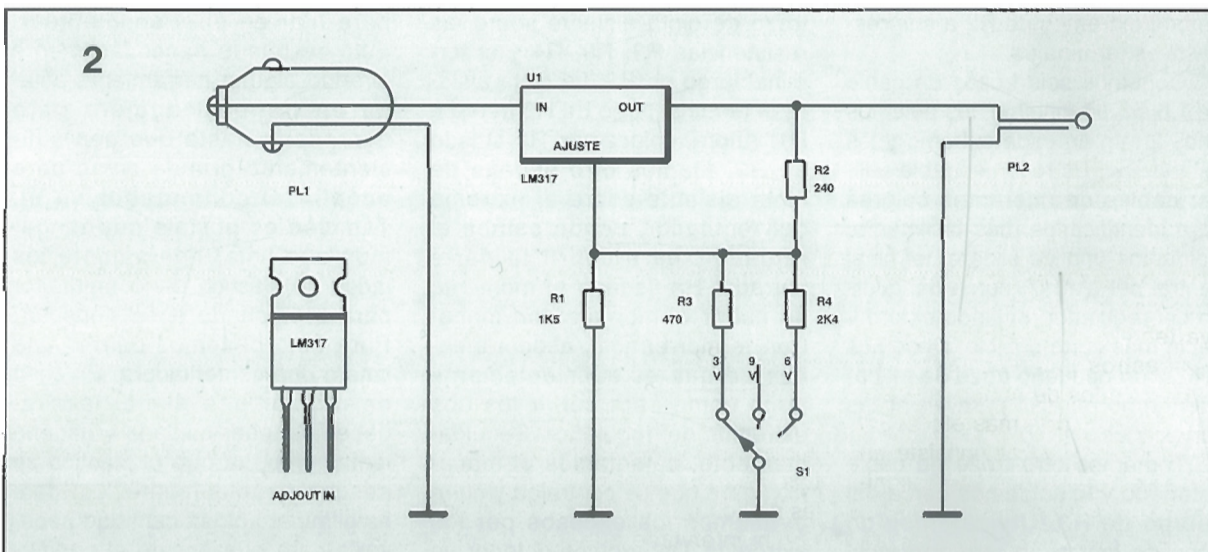 2
U1
IN OUT
AJUSTE
LM317
PL1
PL2
R2
240
R1
1K5
R3
470
R4
2K4
3 V
9 V
6 V
S1
LM317
ADJOUT IN